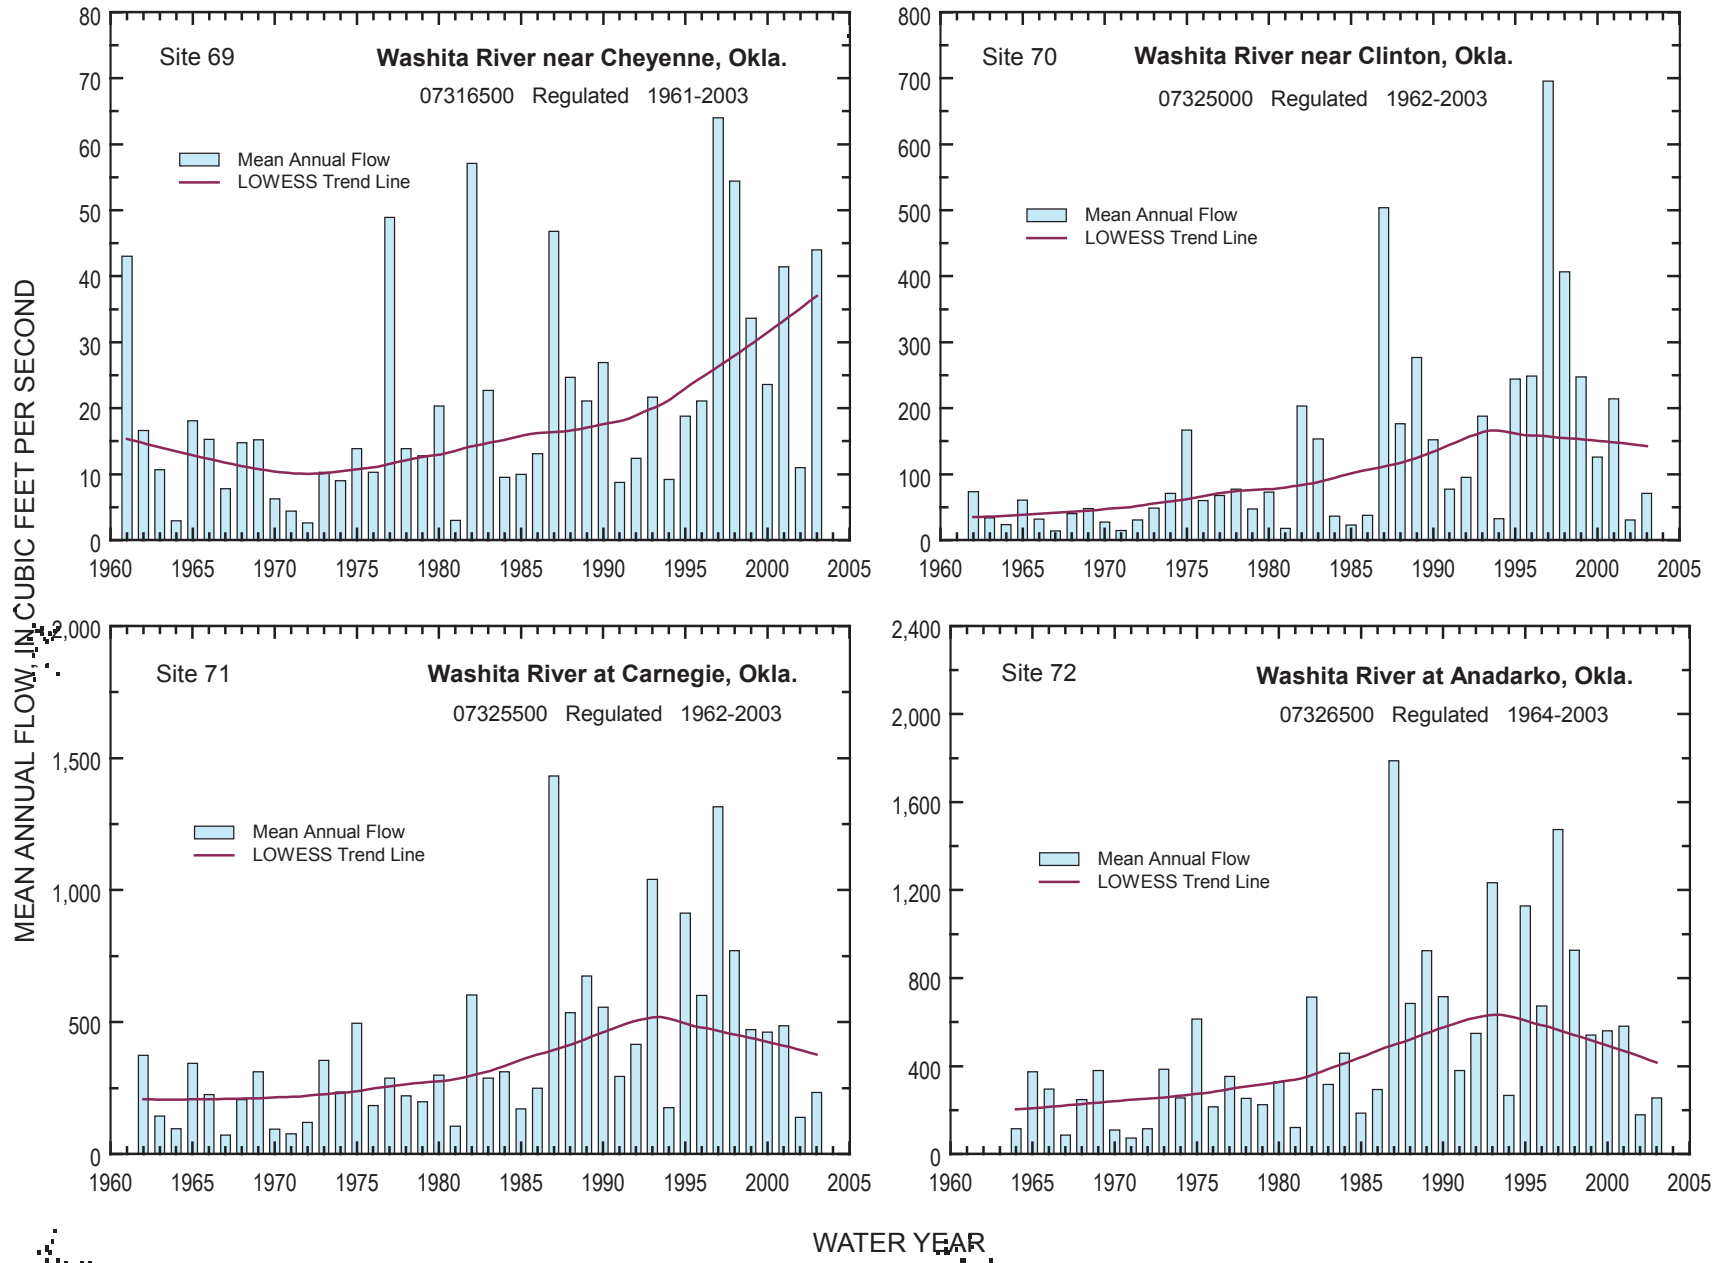 MEAN ANNUAL FLOW, IN CUBIC FEET PER SECOND
Site 69 Washita River near Cheyenne, Okla.
07316500 Regulated 1961-2003
Mean Annual Flow
LOWESS Trend Line
80
70
60
50
40
30
20
10
0
1960 1965 1970 1975 1980 1985 1990 1995 2000 2005
Site 70 Washita River near Clinton, Okla.
07325000 Regulated 1962-2003
Mean Annual Flow
LOWESS Trend Line
800
700
600
500
400
300
200
100
0
1960 1965 1970 1975 1980 1985 1990 1995 2000 2005
Site 71 Washita River at Carnegie, Okla.
07325500 Regulated 1962-2003
Mean Annual Flow
LOWESS Trend Line
2,000
1,500
1,000
500
0
1960 1965 1970 1975 1980 1985 1990 1995 2000 2005
Site 72 Washita River at Anadarko, Okla.
07326500 Regulated 1964-2003
Mean Annual Flow
LOWESS Trend Line
2,400
2,000
1,600
1,200
800
400
0
1960 1965 1970 1975 1980 1985 1990 1995 2000 2005
WATER YEAR